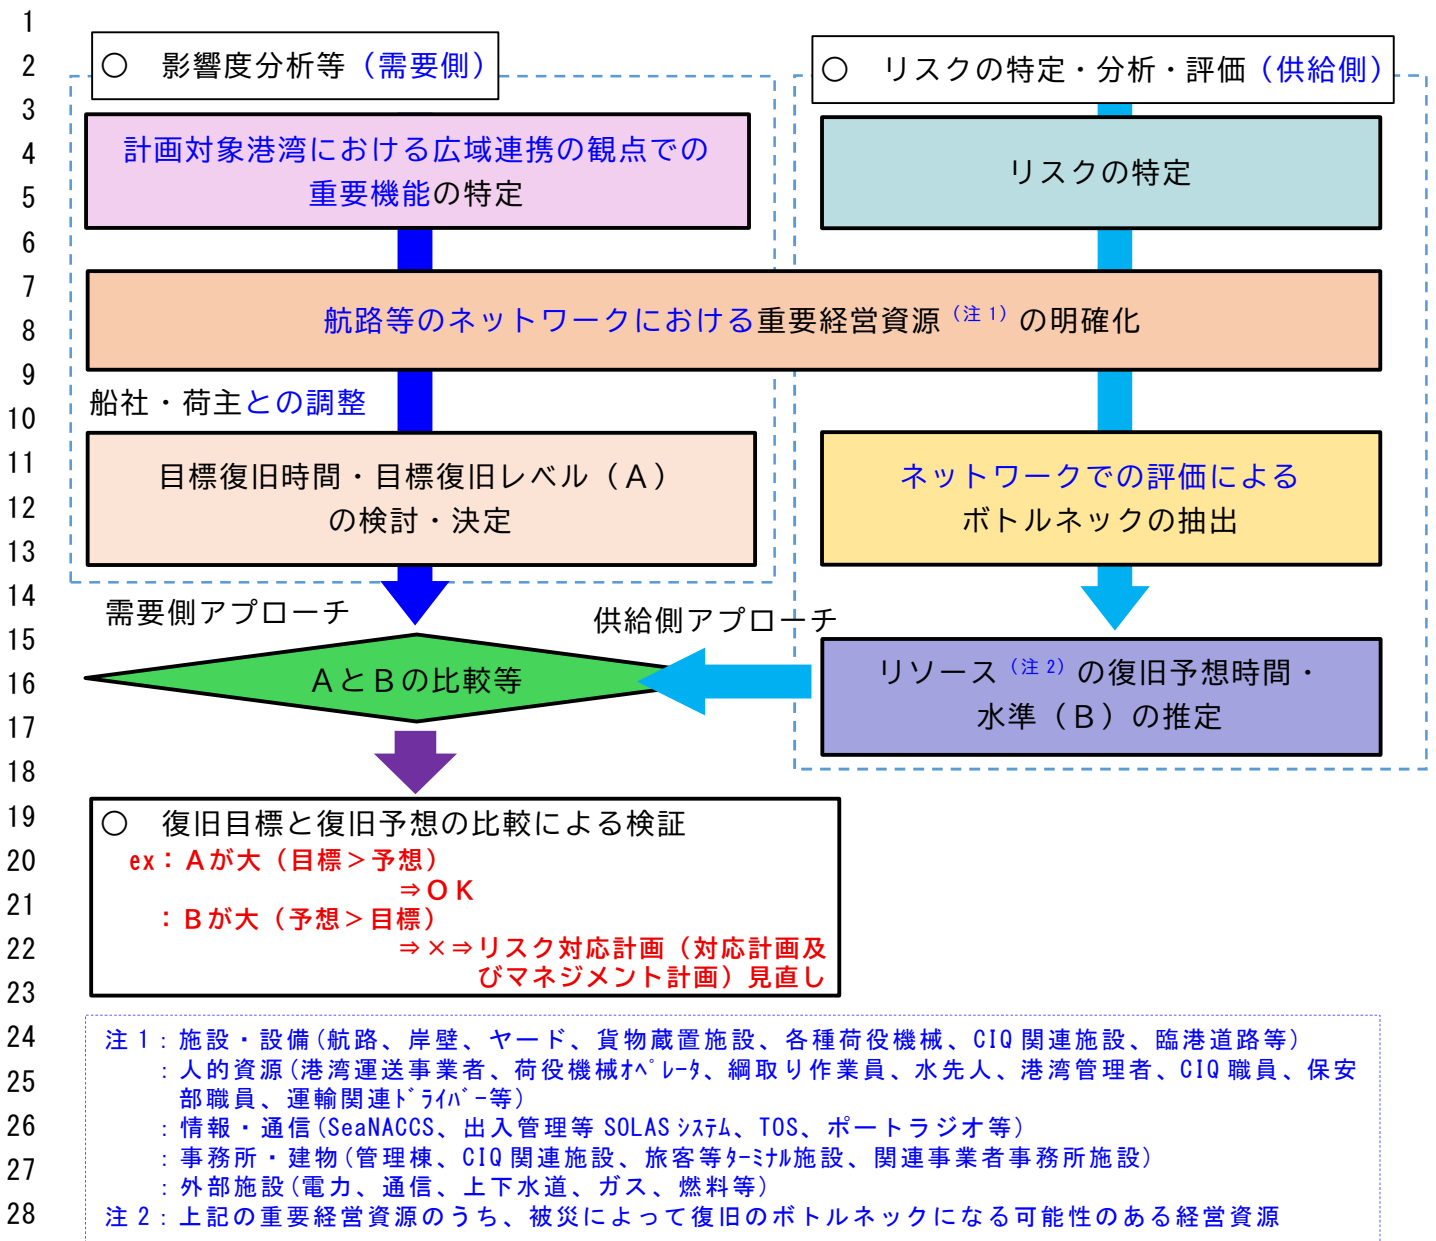 1
2
3
4
5
6
7
8
9
10
11
12
13
14
15
16
17
18
19
20
21
22
23
24
25
26
27
28
○　影響度分析等（需要側）
計画対象港湾における広域連携の観点での
重要機能の特定
○　リスクの特定・分析・評価（供給側）
リスクの特定
航路等のネットワークにおける重要経営資源（注1）の明確化
船社・荷主との調整
目標復旧時間・目標復旧レベル（Ａ）
の検討・決定
ネットワークでの評価による
ボトルネックの抽出
需要側アプローチ
供給側アプローチ
ＡとＢの比較等
リソース（注2）の復旧予想時間・
水準（Ｂ）の推定
○　復旧目標と復旧予想の比較による検証
ex：Ａが大（目標＞予想）
⇒ＯＫ
：Ｂが大（予想＞目標）
⇒×⇒リスク対応計画（対応計画及
びマネジメント計画）見直し
注1：施設・設備(航路、岸壁、ヤード、貨物蔵置施設、各種荷役機械、CIQ関連施設、臨港道路等)
：人的資源(港湾運送事業者、荷役機械ｵﾍﾟﾚｰﾀ、綱取り作業員、水先人、港湾管理者、CIQ職員、保安
部職員、運輸関連ﾄﾞﾗｲﾊﾞｰ等)
：情報・通信(SeaNACCS、出入管理等SOLASｼｽﾃﾑ、TOS、ポートラジオ等)
：事務所・建物(管理棟、CIQ関連施設、旅客等ﾀｰﾐﾅﾙ施設、関連事業者事務所施設)
：外部施設(電力、通信、上下水道、ガス、燃料等)
注2：上記の重要経営資源のうち、被災によって復旧のボトルネックになる可能性のある経営資源